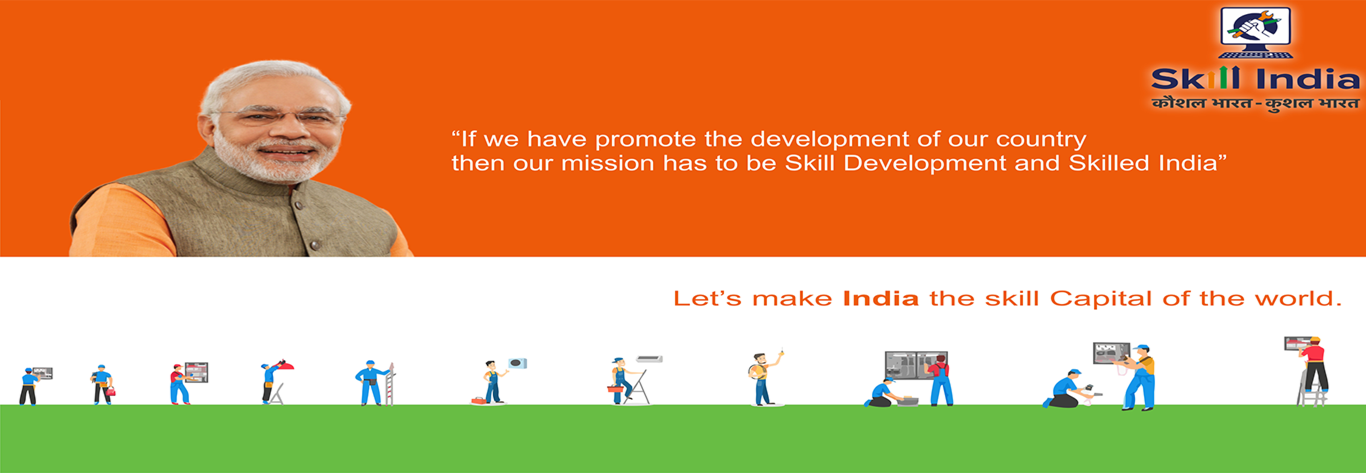 Skill India
कौशल भारत - कुशल भारत
“If we have promote the development of our country
then our mission has to be Skill Development and Skilled India”
Let’s make India the skill Capital of the world.